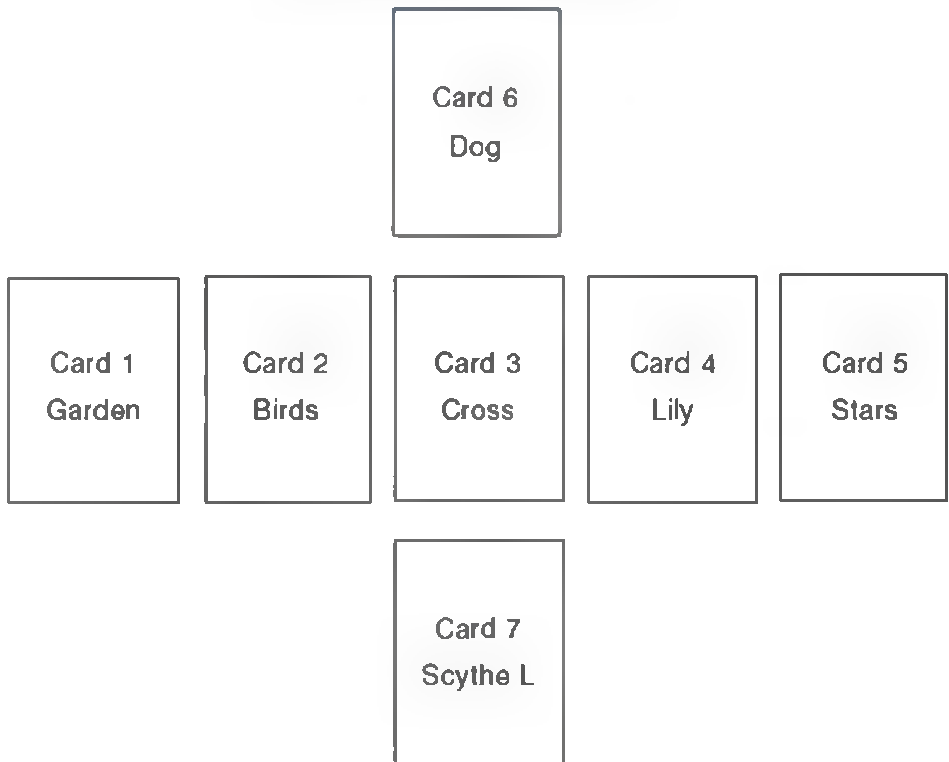 Card 6
Dog
Card 1
Garden
Card 2
Birds
Card 3
Cross
Card 4
Lily
Card 5
Stars
Card 7
Scythe L